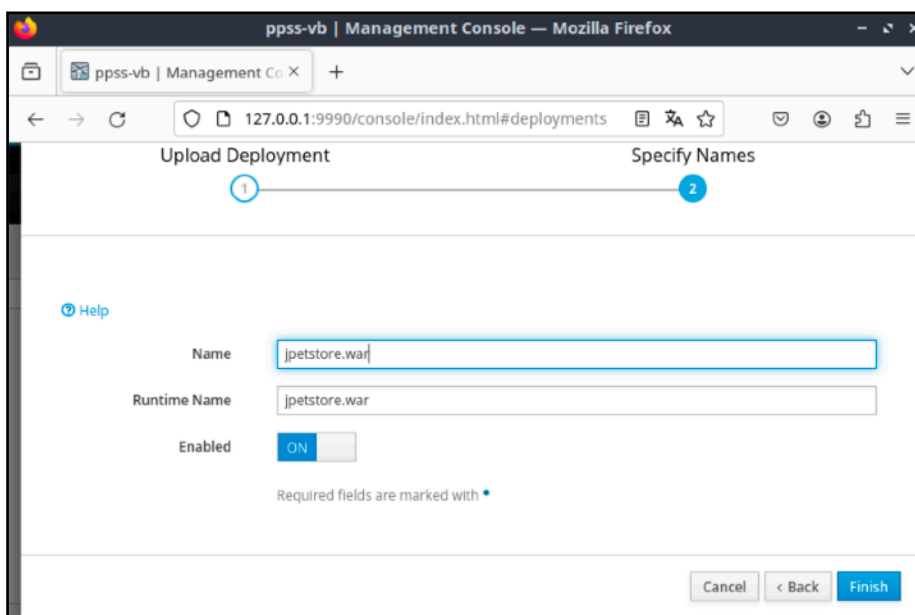 ppss-vb | Management Console — Mozilla Firefox
ppss-vb | Management Co
127.0.0.1:9990/console/index.html#deployments
Upload Deployment Specify Names
1 2
Help
Name jpetstore.war
Runtime Name jpetstore.war
Enabled ON
Required fields are marked with *
Cancel < Back Finish